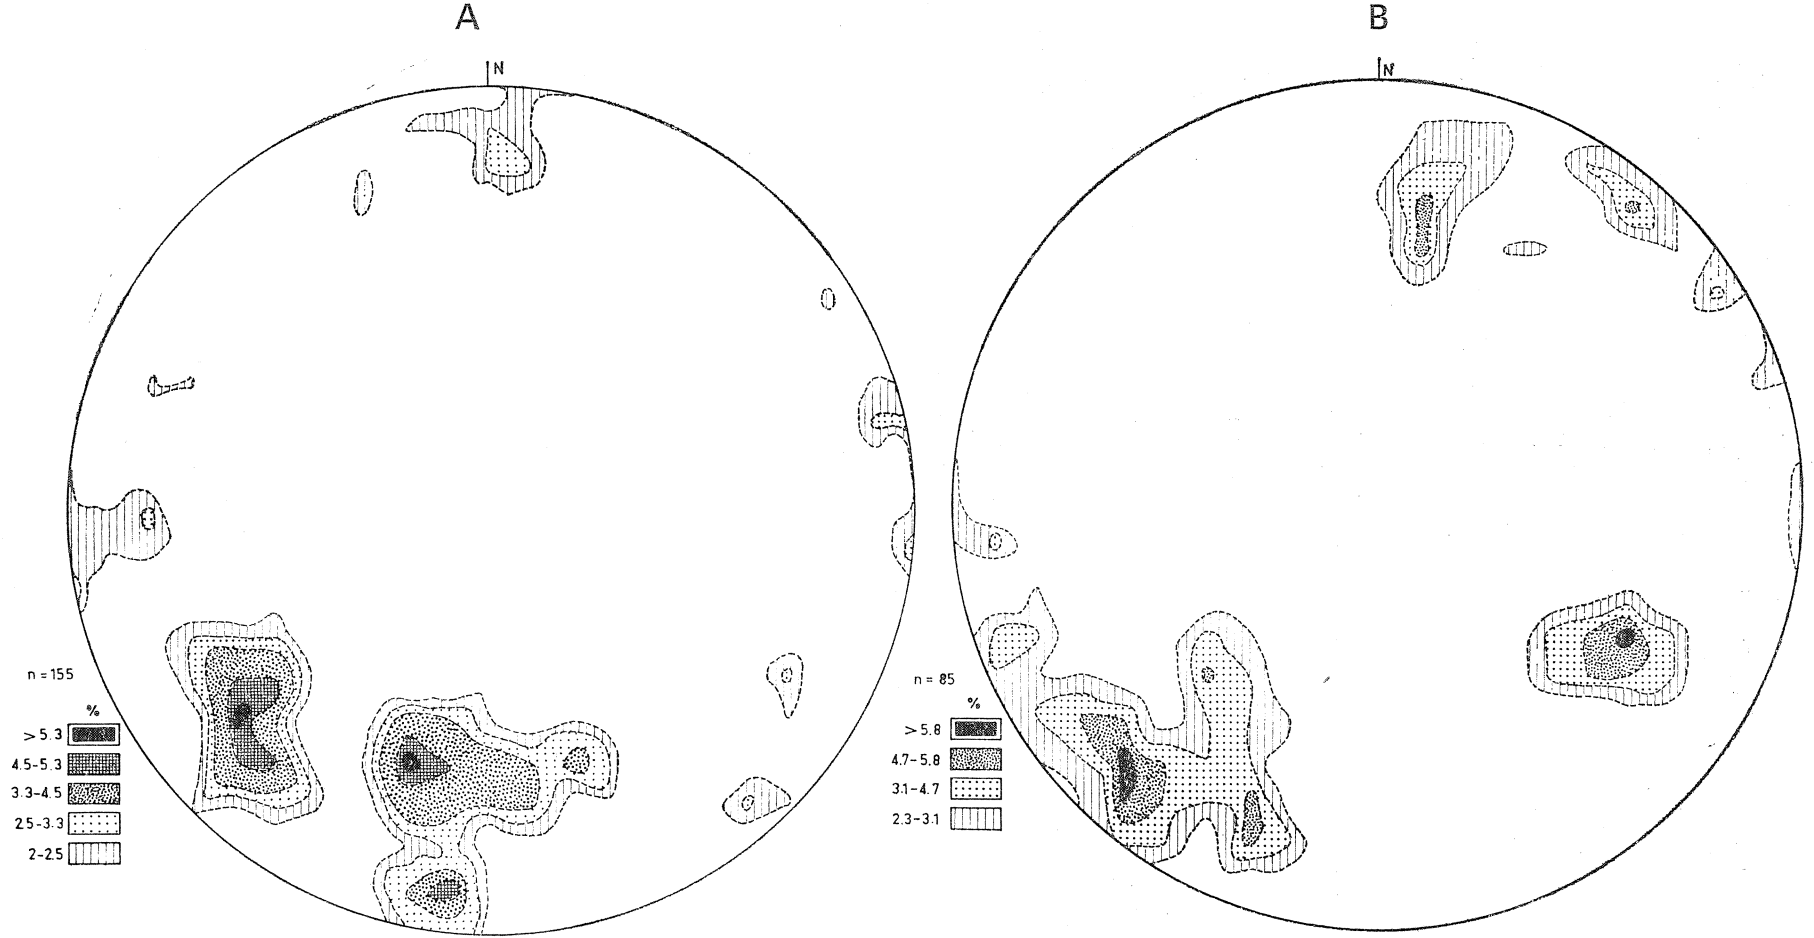 A
B
N
N
n = 155
%
> 5.3
4.5-5.3
3.3-4.5
2.5-3.3
2-2.5
n = 85
%
> 5.8
4.7-5.8
3.1-4.7
2.3-3.1